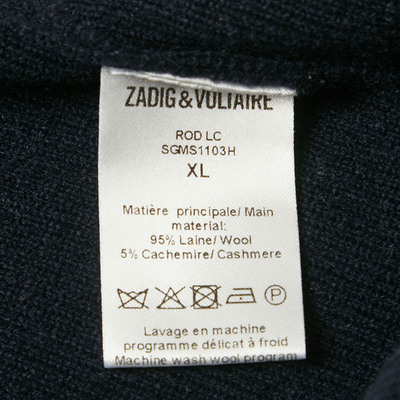 ZADIG & VOLTAIRE
ROD LC
SGMS1103H
XL
Matière principale/ Main
material:
95% Laine/ Wool
5% Cachemire/ Cashmere
P
Lavage en machine
programme délicat à froid
Machine wash wool program